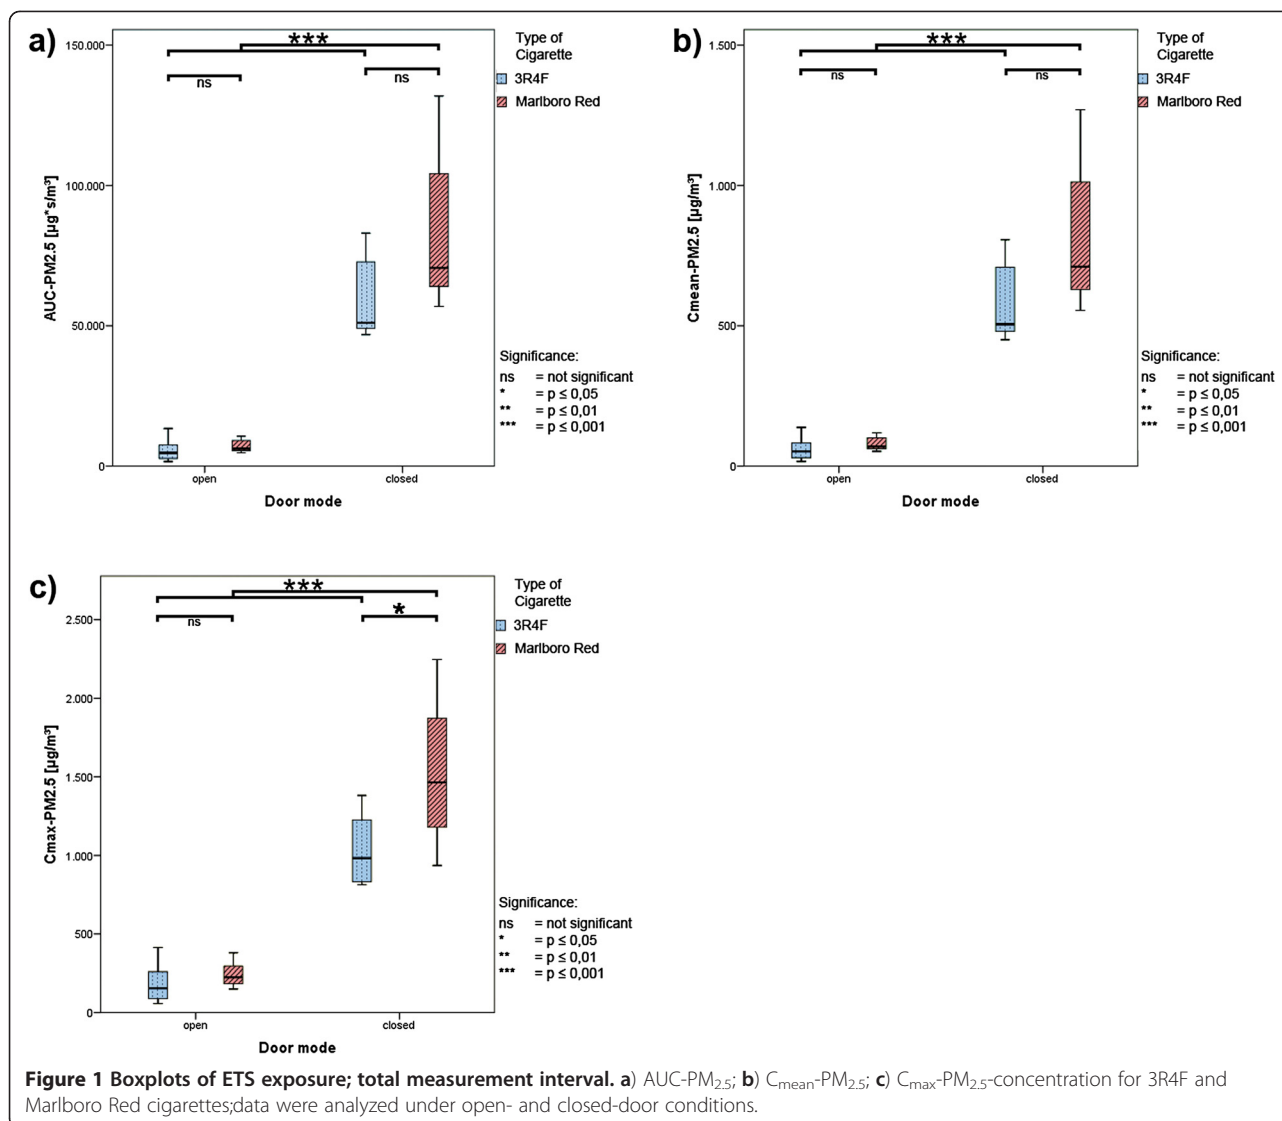 a)
150.000
100.000
50.000
0
AUC-PM2.5 [µg*s/m³]
***
ns
ns
open
closed
Door mode
Type of
Cigarette
3R4F
Marlboro Red
Significance:
ns = not significant
* = p ≤ 0,05
** = p ≤ 0,01
*** = p ≤ 0,001
b)
1.500
1.000
500
0
Cmean-PM2.5 [µg/m³]
***
ns
ns
open
closed
Door mode
Type of
Cigarette
3R4F
Marlboro Red
Significance:
ns = not significant
* = p ≤ 0,05
** = p ≤ 0,01
*** = p ≤ 0,001
c)
2.500
2.000
1.500
1.000
500
0
Cmax-PM2.5 [µg/m³]
***
ns
*
open
closed
Door mode
Type of
Cigarette
3R4F
Marlboro Red
Significance:
ns = not significant
* = p ≤ 0,05
** = p ≤ 0,01
*** = p ≤ 0,001
Figure 1 Boxplots of ETS exposure; total measurement interval. a) AUC-PM2.5; b) Cmean-PM2.5; c) Cmax-PM2.5-concentration for 3R4F and
Marlboro Red cigarettes;data were analyzed under open- and closed-door conditions.